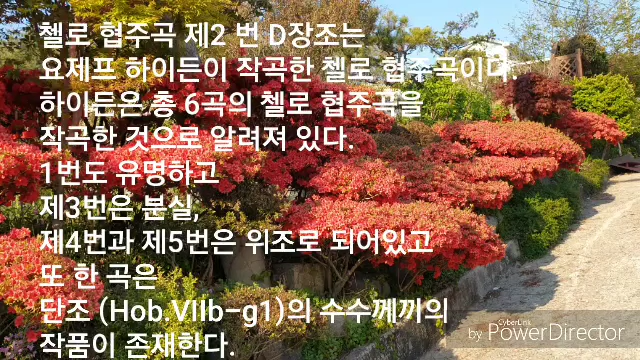 첼로 협주곡 제2 번 D장조는
요제프 하이든이 작곡한 첼로 협주곡이다.
하이든은 총 6곡의 첼로 협주곡을
작곡한 것으로 알려져 있다.
1번도 유명하고
제3번은 분실,
제4번과 제5번은 위조로 되어있고
또 한 곡은
단조 (Hob.VIIb-g1)의 수수께끼의
작품이 존재한다.
CyberLink
by PowerDirector